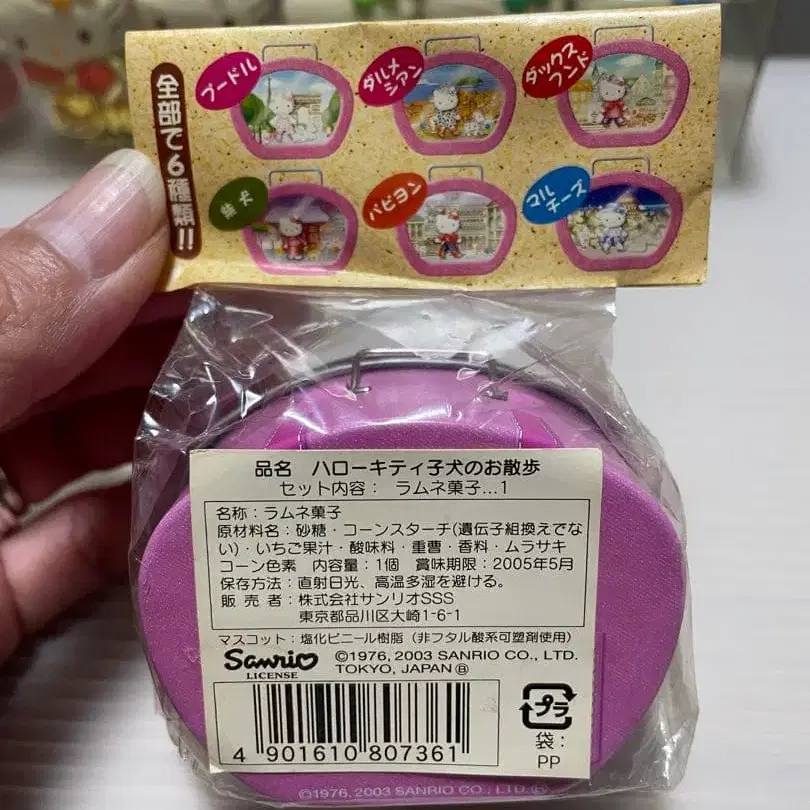 全部で6種類!!
プードル
ダルメ
シアン
ダックス
フンド
柴犬
パピヨン
マル
チーズ
品名 ハローキティ子犬のお散歩
セット内容: ラムネ菓子…1
名称:ラムネ菓子
原材料名:砂糖・コーンスターチ(遺伝子組換えでな
い)・いちご果汁・酸味料・重曹・香料・ムラサキ
コーン色素 内容量:1個 賞味期限:2005年5月
保存方法:直射日光、高温多湿を避ける。
販売者:株式会社サンリオSSS
東京都品川区大崎1-6-1
マスコット:塩化ビニール樹脂(非フタル酸系可塑剤使用)
Sanrio
LICENSE
©1976, 2003 SANRIO CO., LTD.
TOKYO, JAPAN Ⓑ
4 901610 807361
プラ
袋:
PP
©1976, 2003 SANRIO CO., LTD. Ⓑ